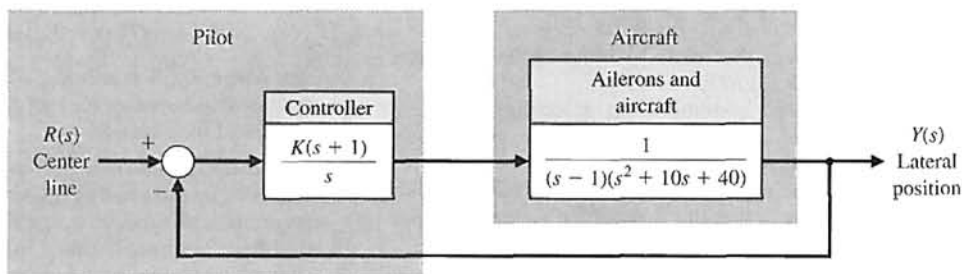 Pilot
Aircraft
Controller
Ailerons and
aircraft
R(s)
Center
line
+
−
K(s + 1)
s
1
(s − 1)(s² + 10s + 40)
Y(s)
Lateral
position